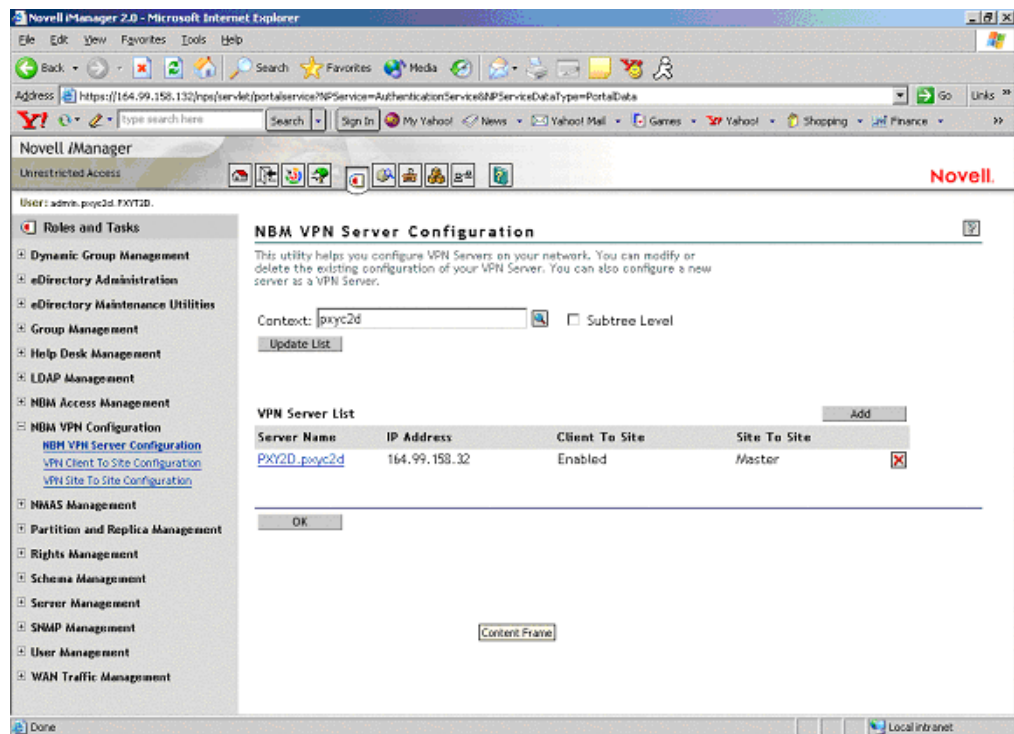 Novell iManager 2.0 - Microsoft Internet Explorer
File Edit View Favorites Tools Help
Back Search Favorites Media
Address https://164.99.158.132/nps/servlet/portalservice?NPService=AuthenticationService&NPServiceDataType=PortalData Go Links »
Y! type search here Search Sign In My Yahoo! News Yahoo! Mail Games Yahoo! Shopping Finance »
Novell iManager
Unrestricted Access
Novell.
User: admin.pxyc2d.PXYT2D.
Roles and Tasks
Dynamic Group Management
eDirectory Administration
eDirectory Maintenance Utilities
Group Management
Help Desk Management
LDAP Management
NBM Access Management
NBM VPN Configuration
NBM VPN Server Configuration
VPN Client To Site Configuration
VPN Site To Site Configuration
NMAS Management
Partition and Replica Management
Rights Management
Schema Management
Server Management
SNMP Management
User Management
WAN Traffic Management
NBM VPN Server Configuration
This utility helps you configure VPN Servers on your network. You can modify or
delete the existing configuration of your VPN Server. You can also configure a new
server as a VPN Server.
Context: pxyc2d Subtree Level
Update List
VPN Server List Add
Server Name IP Address Client To Site Site To Site
PXY2D.pxyc2d 164.99.158.32 Enabled Master
OK
Content Frame
Done Local intranet